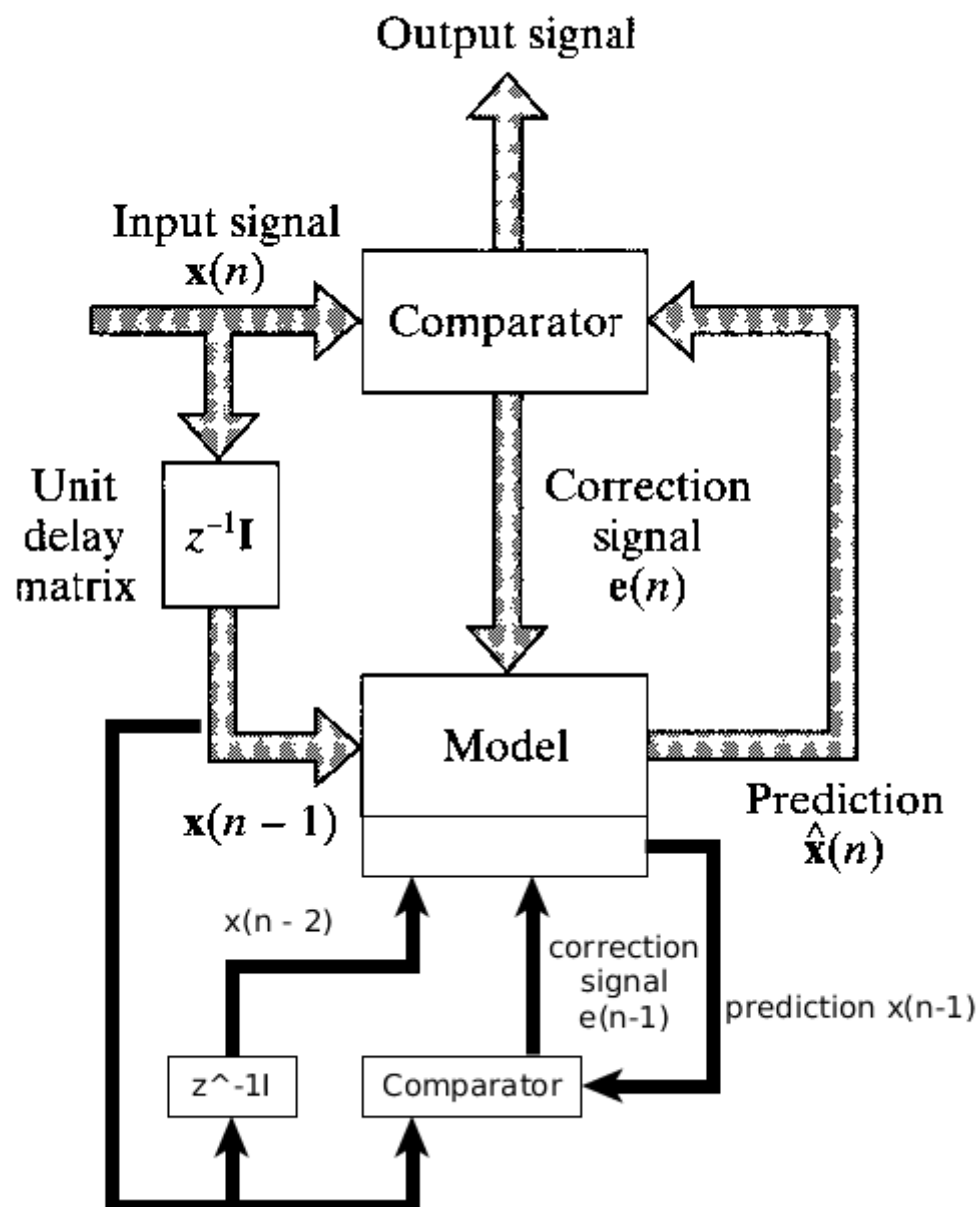 Output signal
Input signal
x(n)
Comparator
Unit
delay
matrix
z⁻¹I
Correction
signal
e(n)
Model
x(n − 1)
Prediction
x̂(n)
x(n - 2)
correction
signal
e(n-1)
prediction x(n-1)
z^-1I
Comparator